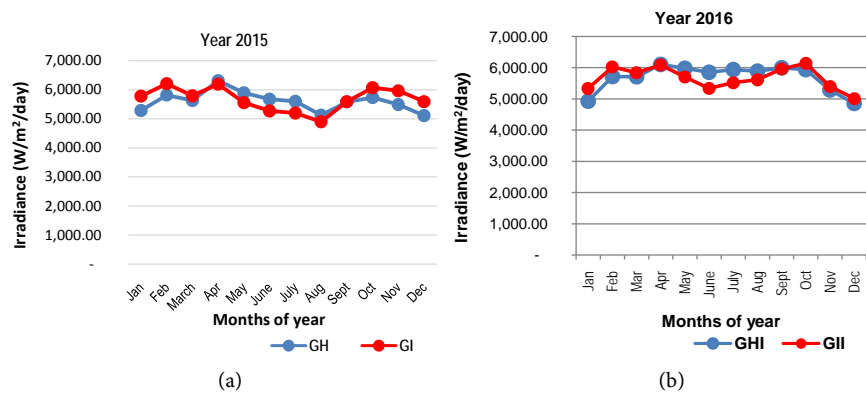 Year 2015
Irradiance (W/m²/day)
7,000.00
6,000.00
5,000.00
4,000.00
3,000.00
2,000.00
1,000.00
-
Jan Feb March Apr May June July Aug Sept Oct Nov Dec
Months of year
GH GI
(a)
Year 2016
Irradiance (W/m²/day)
7,000.00
6,000.00
5,000.00
4,000.00
3,000.00
2,000.00
1,000.00
-
Jan Feb Mar Apr May June July Aug Sept Oct Nov Dec
Months of year
GHI GII
(b)